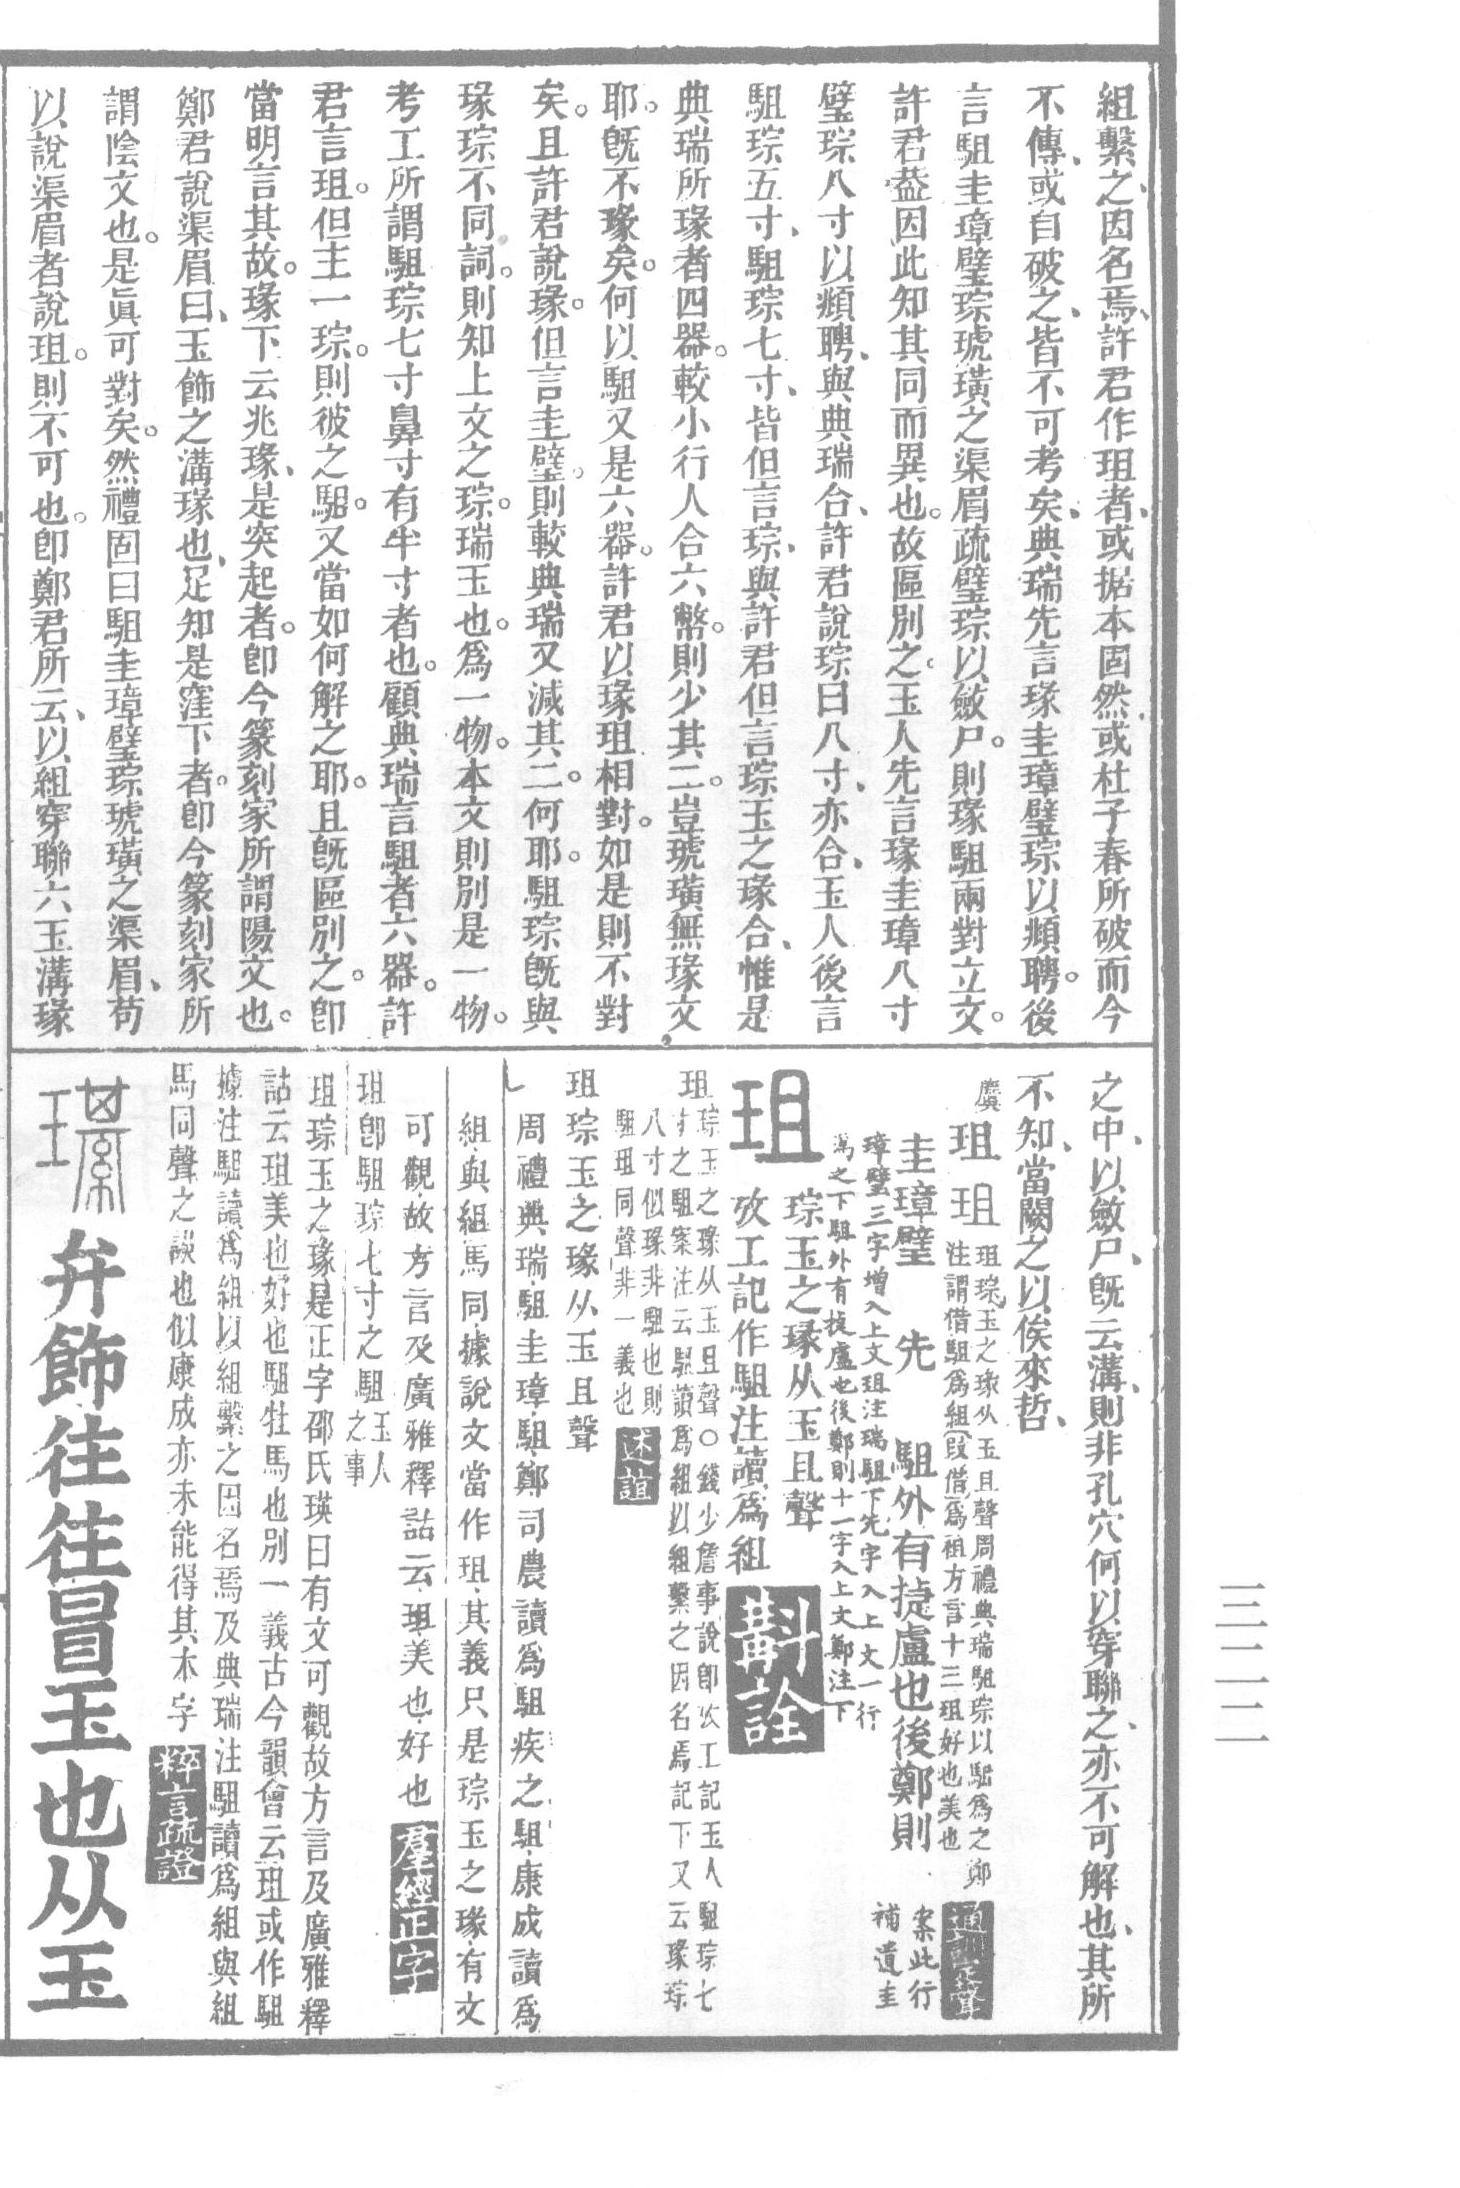 組繫之因名焉許君作珇者或据本固然或杜子春所破而今
不傳或自破之皆不可考矣典瑞先言瑑圭璋璧琮以頫聘後
言駔圭璋璧琮琥璜之渠眉疏璧琮以斂尸則瑑駔兩對立文
許君葢因此知其同而異也故區別之玉人先言瑑圭璋八寸
璧琮八寸以頫聘與典瑞合許君說琮曰八寸亦合玉人後言
駔琮五寸駔琮七寸皆但言琮與許君但言琮玉之瑑合惟是
典瑞所瑑者四器較小行人合六幣則少其二豈琥璜無瑑文
耶旣不瑑矣何以駔又是六器許君以瑑珇相對如是則不對
矣且許君說瑑但言圭璧則較典瑞又減其二何耶駔琮旣與
瑑琮不同詞則知上文之琮瑞玉也爲一物本文則別是一物
考工所謂駔琮七寸鼻寸有半寸者也顧典瑞言駔者六器許
君言珇但主一琮則彼之駔又當如何解之耶且旣區別之卽
當明言其故瑑下云兆瑑是突起者卽今篆刻家所謂陽文也
鄭君說渠眉曰玉飾之溝瑑也足知是窪下者卽今篆刻家所
謂陰文也是眞可對矣然禮固曰駔圭璋璧琮琥璜之渠眉苟
以說渠眉者說珇則不可也卽鄭君所云以組穿聯六玉溝瑑
之中以斂尸旣云溝則非孔穴何以穿聯之亦不可解也其所
不知當闕之以俟來哲
珇 珇 珇琮玉之瑑从玉且聲周禮典瑞駔琮以駔爲之鄭
注謂借駔爲組叚借爲祖方言十三珇好也美也
圭璋璧 先 駔外有捷盧也後鄭則 案此行
補遺圭
璋璧三字增入上文珇注瑞駔下先字入上文一行
之下駔外有捷盧也後鄭則十一字入上文鄭注下
珇 琮玉之瑑从玉且聲
攷工記作駔注讀爲組 斠詮
珇 琮玉之瑑从玉且聲○錢少詹事說卽攷工記玉人駔琮七
寸之駔案注云駔讀爲組以組繫之因名焉記下又云瑑琮
八寸似瑑非駔也則
駔珇同聲非一義也 述誼
珇琮玉之瑑从玉且聲
周禮典瑞駔圭璋駔鄭司農讀爲駔疾之駔康成讀爲
組與組馬同據說文當作珇其義只是琮玉之瑑有文
可觀故方言及廣雅釋詁云珇美也好也 羣經正字
珇卽駔琮七寸之駔 玉人之事
珇琮玉之瑑是正字邵氏瑛曰有文可觀故方言及廣雅釋
詁云珇美也好也駔牡馬也別一義古今韻會云珇或作駔
據注駔讀爲組以組繫之因名焉及典瑞注駔讀爲組與組
馬同聲之誤也似康成亦未能得其本字 粹言疏證
璂 弁飾往往冒玉也从玉
三二二